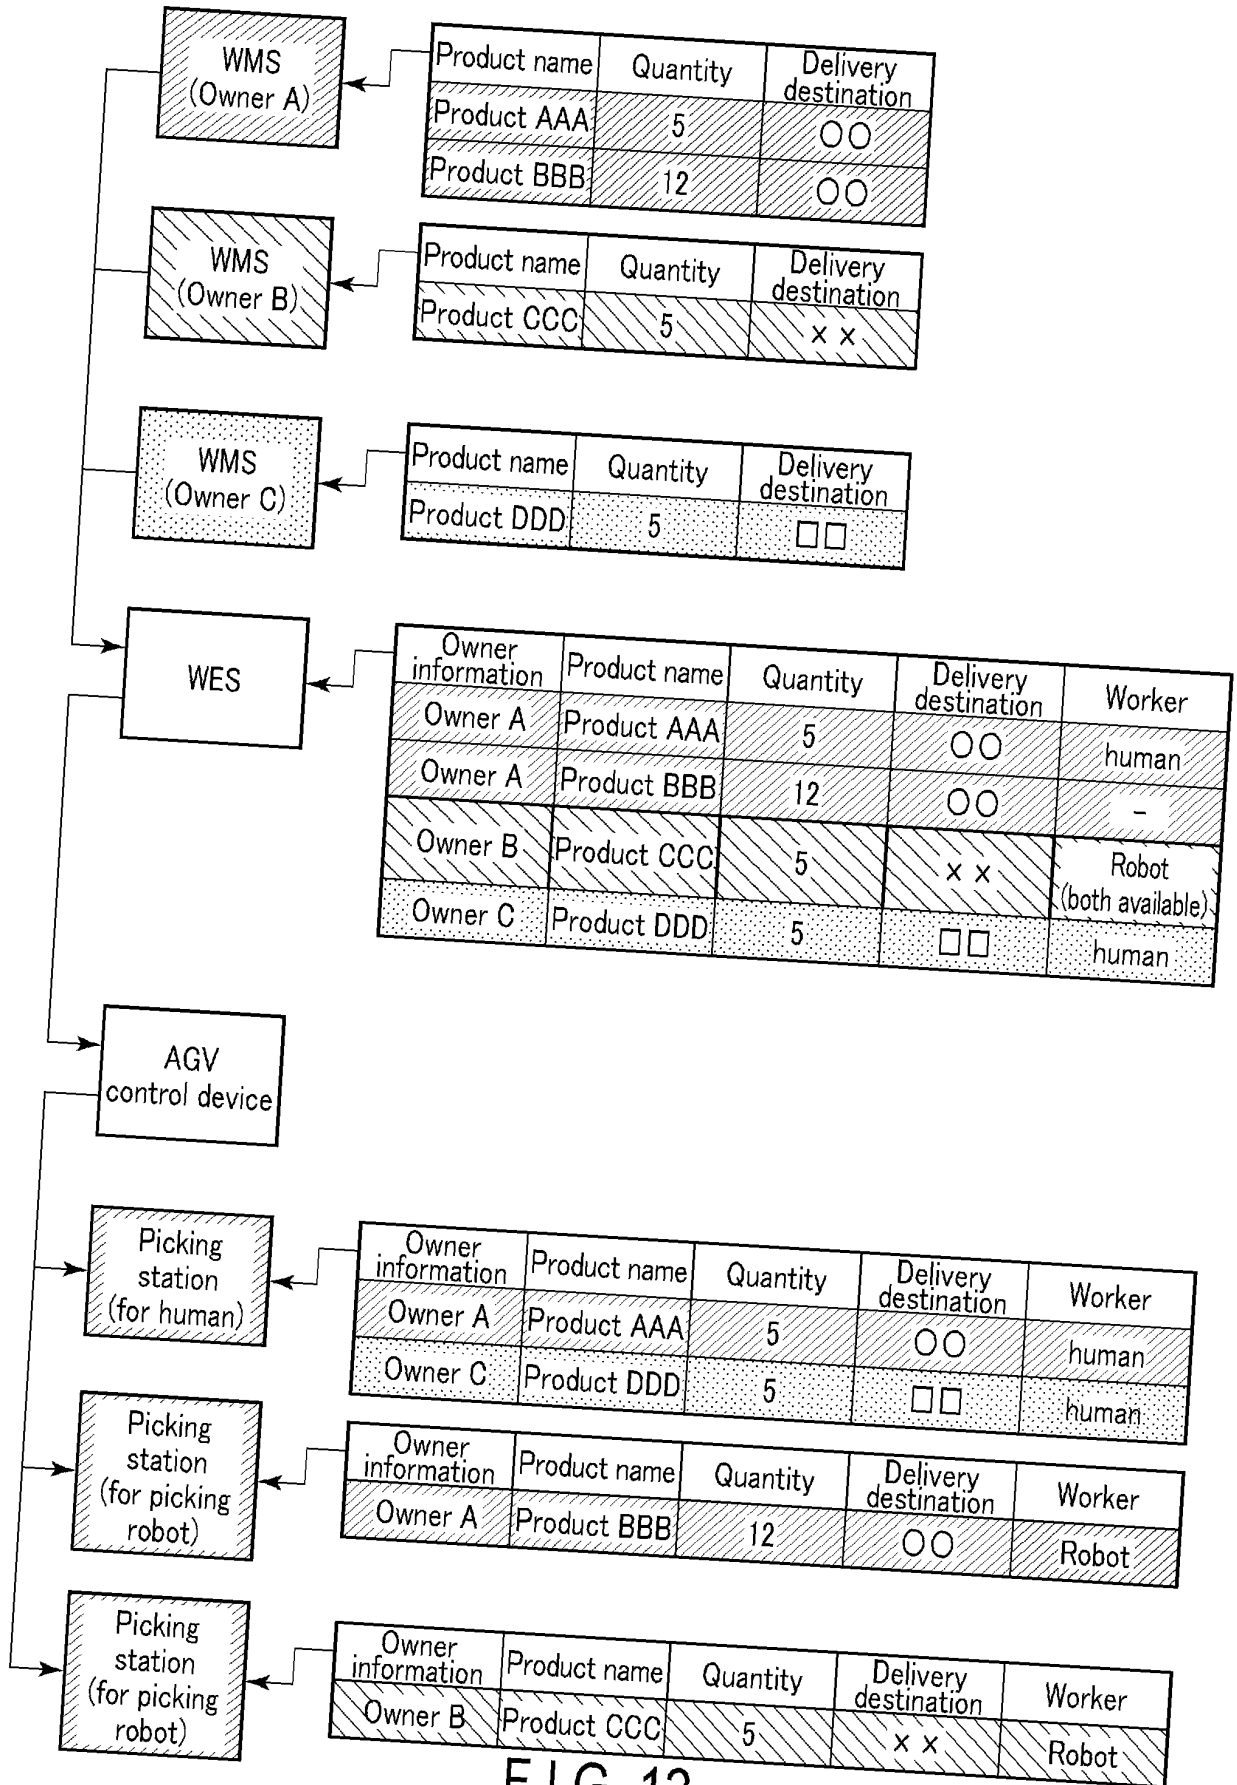 WMS
(Owner A)
Product name Quantity Delivery destination
Product AAA 5 ○○
Product BBB 12 ○○
WMS
(Owner B)
Product name Quantity Delivery destination
Product CCC 5 × ×
WMS
(Owner C)
Product name Quantity Delivery destination
Product DDD 5 □□
WES
Owner information Product name Quantity Delivery destination Worker
Owner A Product AAA 5 ○○ human
Owner A Product BBB 12 ○○ –
Owner B Product CCC 5 × × Robot (both available)
Owner C Product DDD 5 □□ human
AGV
control device
Picking
station
(for human)
Owner information Product name Quantity Delivery destination Worker
Owner A Product AAA 5 ○○ human
Owner C Product DDD 5 □□ human
Picking
station
(for picking
robot)
Owner information Product name Quantity Delivery destination Worker
Owner A Product BBB 12 ○○ Robot
Picking
station
(for picking
robot)
Owner information Product name Quantity Delivery destination Worker
Owner B Product CCC 5 × × Robot